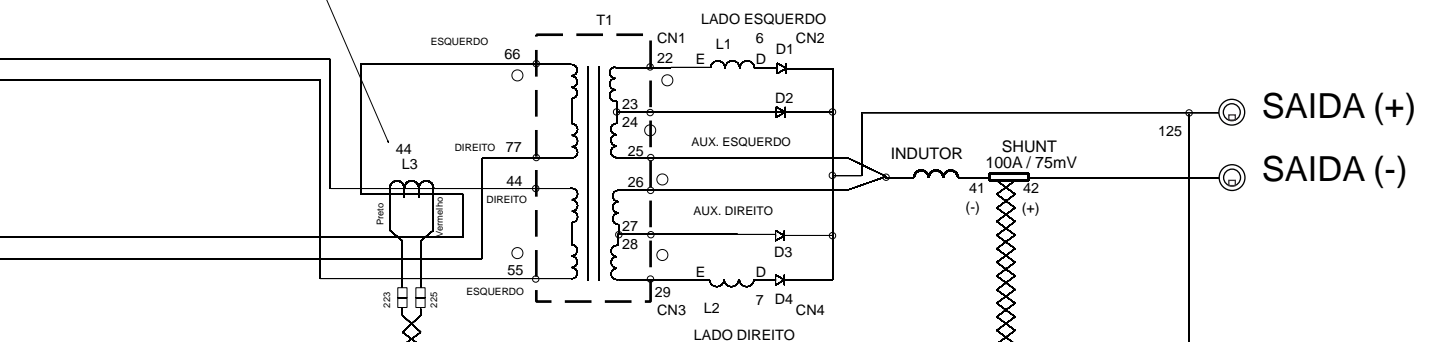 T1
LADO ESQUERDO
ESQUERDO
CN1
L1
6
CN2
D1
66
22
E
D
SAIDA (+)
D2
23
24
125
44
DIREITO
77
AUX. ESQUERDO
SHUNT
25
INDUTOR
100A / 75mV
L3
SAIDA (-)
44
26
41
42
DIREITO
(-)
(+)
Preto
Vermelho
AUX. DIREITO
27
28
D3
55
E
D
ESQUERDO
29
L2
7
D4
CN4
CN3
223
225
LADO DIREITO